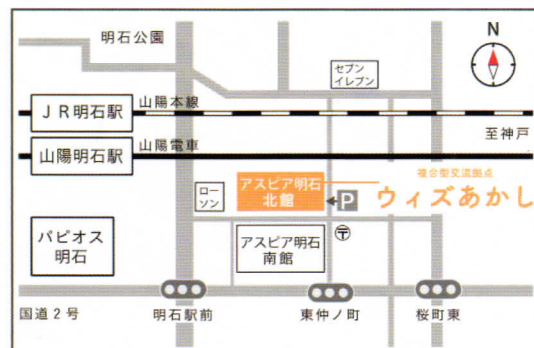 明石公園
N
セブン
イレブン
JR明石駅
山陽本線
至神戸
山陽明石駅
山陽電車
複合型交流拠点
ウィズあかし
アスピア明石
北館
P
ロー
ソン
〒
パピオス
明石
アスピア明石
南館
国道2号
明石駅前
東仲ノ町
桜町東